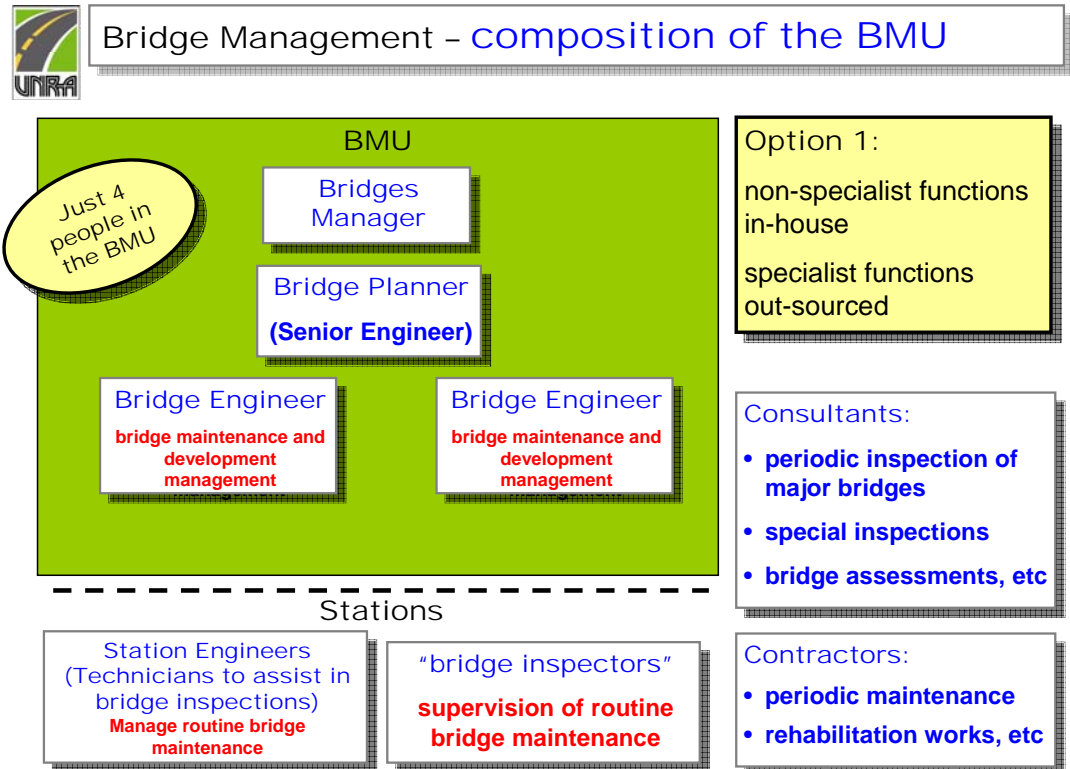 UNRA
Bridge Management – composition of the BMU
Just 4
people in
the BMU
BMU
Bridges
Manager
Bridge Planner
(Senior Engineer)
Bridge Engineer
bridge maintenance and
development
management
Bridge Engineer
bridge maintenance and
development
management
Stations
Station Engineers
(Technicians to assist in
bridge inspections)
Manage routine bridge
maintenance
“bridge inspectors”
supervision of routine
bridge maintenance
Option 1:
non-specialist functions
in-house
specialist functions
out-sourced
Consultants:
• periodic inspection of
major bridges
• special inspections
• bridge assessments, etc
Contractors:
• periodic maintenance
• rehabilitation works, etc